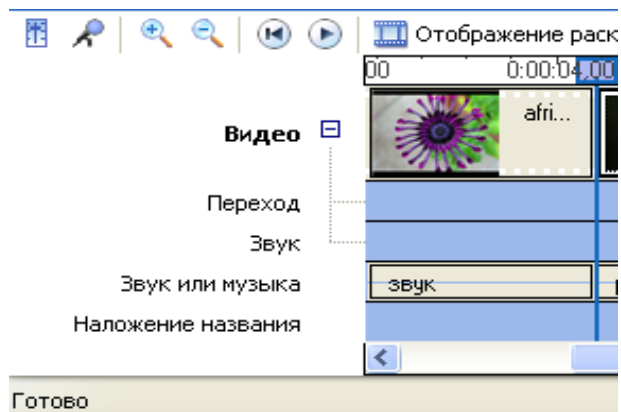 Отображение раск
00 0:00:04,00
afri...
Видео
Переход
Звук
Звук или музыка
звук
Наложение названия
Готово